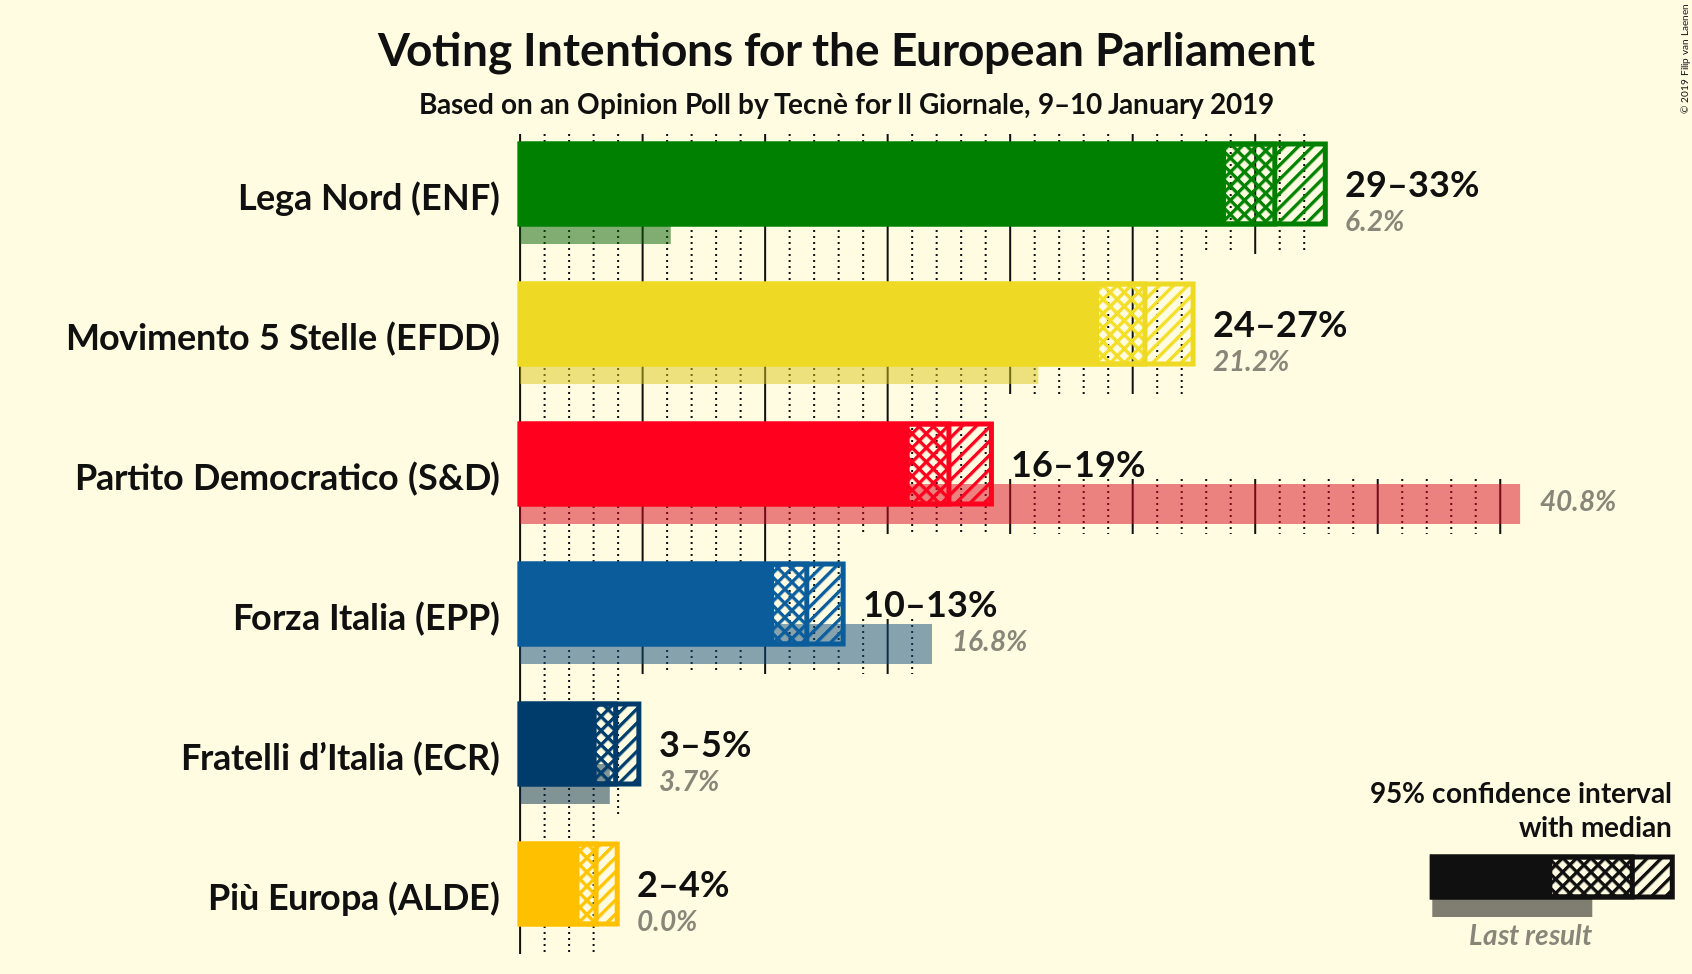 Voting Intentions for the European Parliament
Based on an Opinion Poll by Tecnè for Il Giornale, 9–10 January 2019
© 2019 Filip van Laenen
Lega Nord (ENF)
29–33%
6.2%
Movimento 5 Stelle (EFDD)
24–27%
21.2%
Partito Democratico (S&D)
16–19%
40.8%
Forza Italia (EPP)
10–13%
16.8%
Fratelli d’Italia (ECR)
3–5%
3.7%
Più Europa (ALDE)
2–4%
0.0%
95% confidence interval
with median
Last result